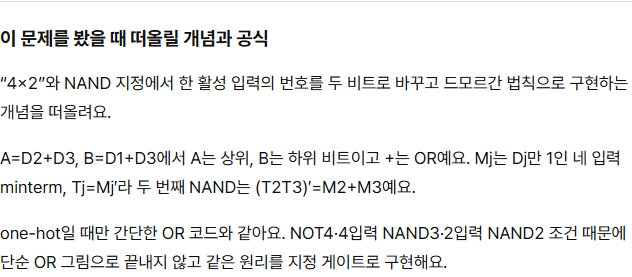 이 문제를 봤을 때 떠올릴 개념과 공식
“4×2”와 NAND 지정에서 한 활성 입력의 번호를 두 비트로 바꾸고 드모르간 법칙으로 구현하는
개념을 떠올려요.
A=D2+D3, B=D1+D3에서 A는 상위, B는 하위 비트이고 +는 OR예요. Mj는 Dj만 1인 네 입력
minterm, Tj=Mj′라 두 번째 NAND는 (T2T3)′=M2+M3예요.
one-hot일 때만 간단한 OR 코드와 같아요. NOT4·4입력 NAND3·2입력 NAND2 조건 때문에
단순 OR 그림으로 끝내지 않고 같은 원리를 지정 게이트로 구현해요.